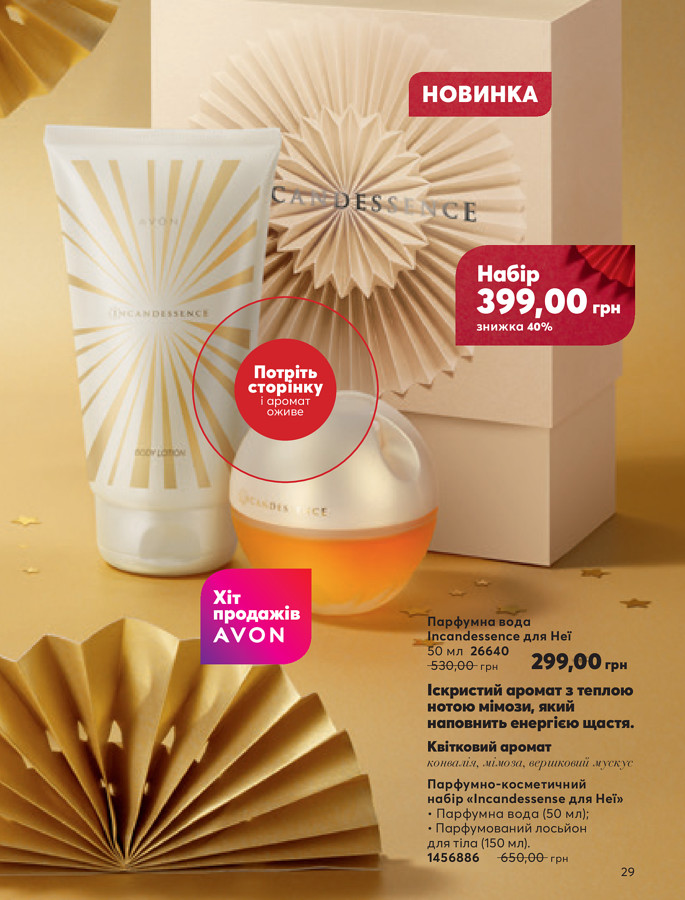 НОВИНКА
CANDESSENCE
Набір
399,00 грн
знижка 40%
AVON
INCANDESSENCE
BODY LOTION
Потріть
сторінку
і аромат
оживе
INCANDESSENCE
Хіт
продажів
AVON
Парфумна вода
Incandessence для Неї
50 мл 26640
530,00 грн 299,00 грн
Іскристий аромат з теплою
нотою мімози, який
наповнить енергією щастя.
Квітковий аромат
конвалія, мімоза, вершковий мускус
Парфумно-косметичний
набір «Incandessense для Неї»
• Парфумна вода (50 мл);
• Парфумований лосьйон
для тіла (150 мл).
1456886 650,00 грн
29